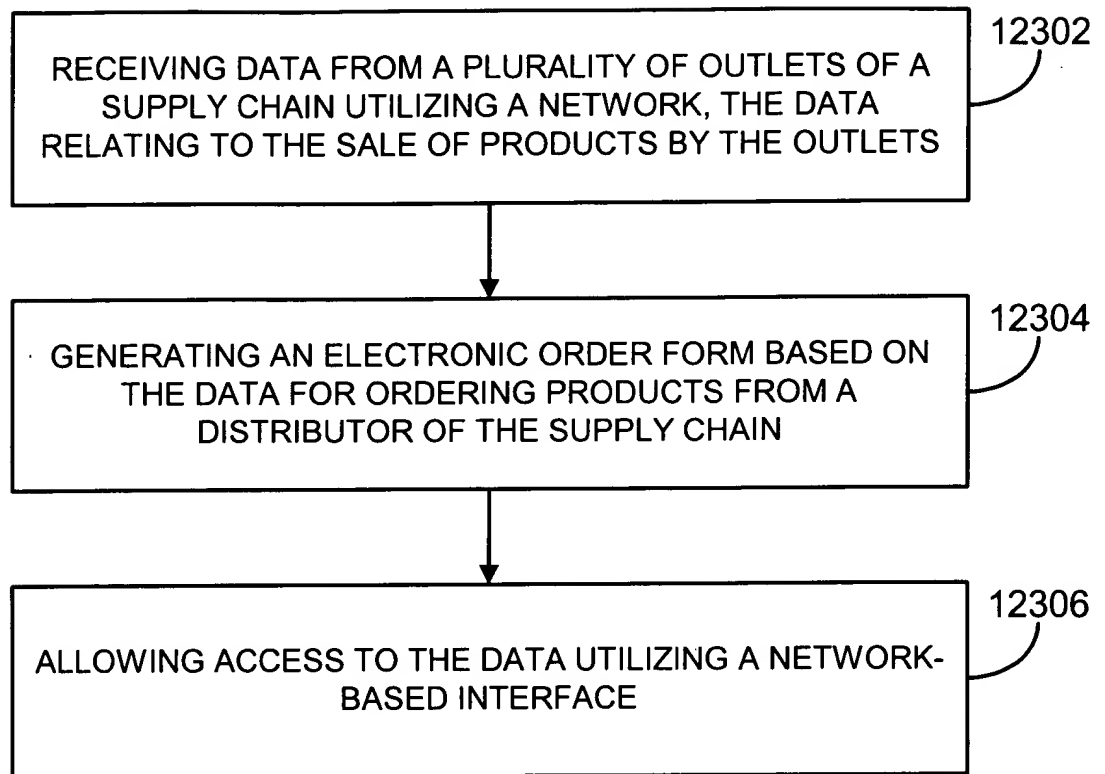 12302
RECEIVING DATA FROM A PLURALITY OF OUTLETS OF A
SUPPLY CHAIN UTILIZING A NETWORK, THE DATA
RELATING TO THE SALE OF PRODUCTS BY THE OUTLETS
12304
GENERATING AN ELECTRONIC ORDER FORM BASED ON
THE DATA FOR ORDERING PRODUCTS FROM A
DISTRIBUTOR OF THE SUPPLY CHAIN
12306
ALLOWING ACCESS TO THE DATA UTILIZING A NETWORK-
BASED INTERFACE